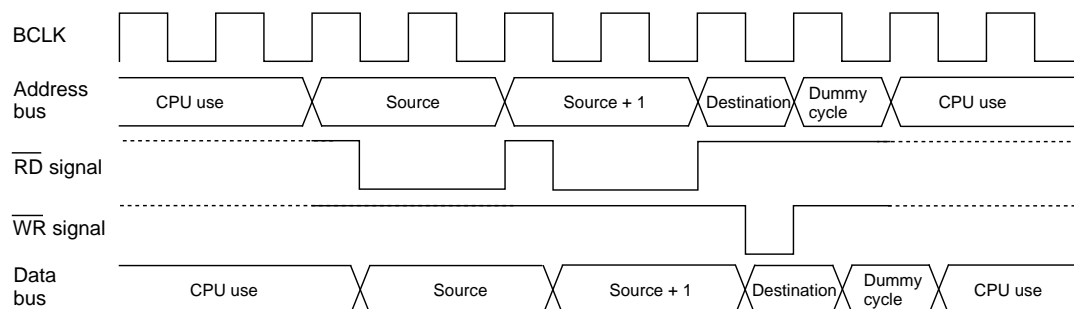 BCLK
Address
bus
CPU use
Source
Source + 1
Destination
Dummy
cycle
CPU use
RD signal
WR signal
Data
bus
CPU use
Source
Source + 1
Destination
Dummy
cycle
CPU use